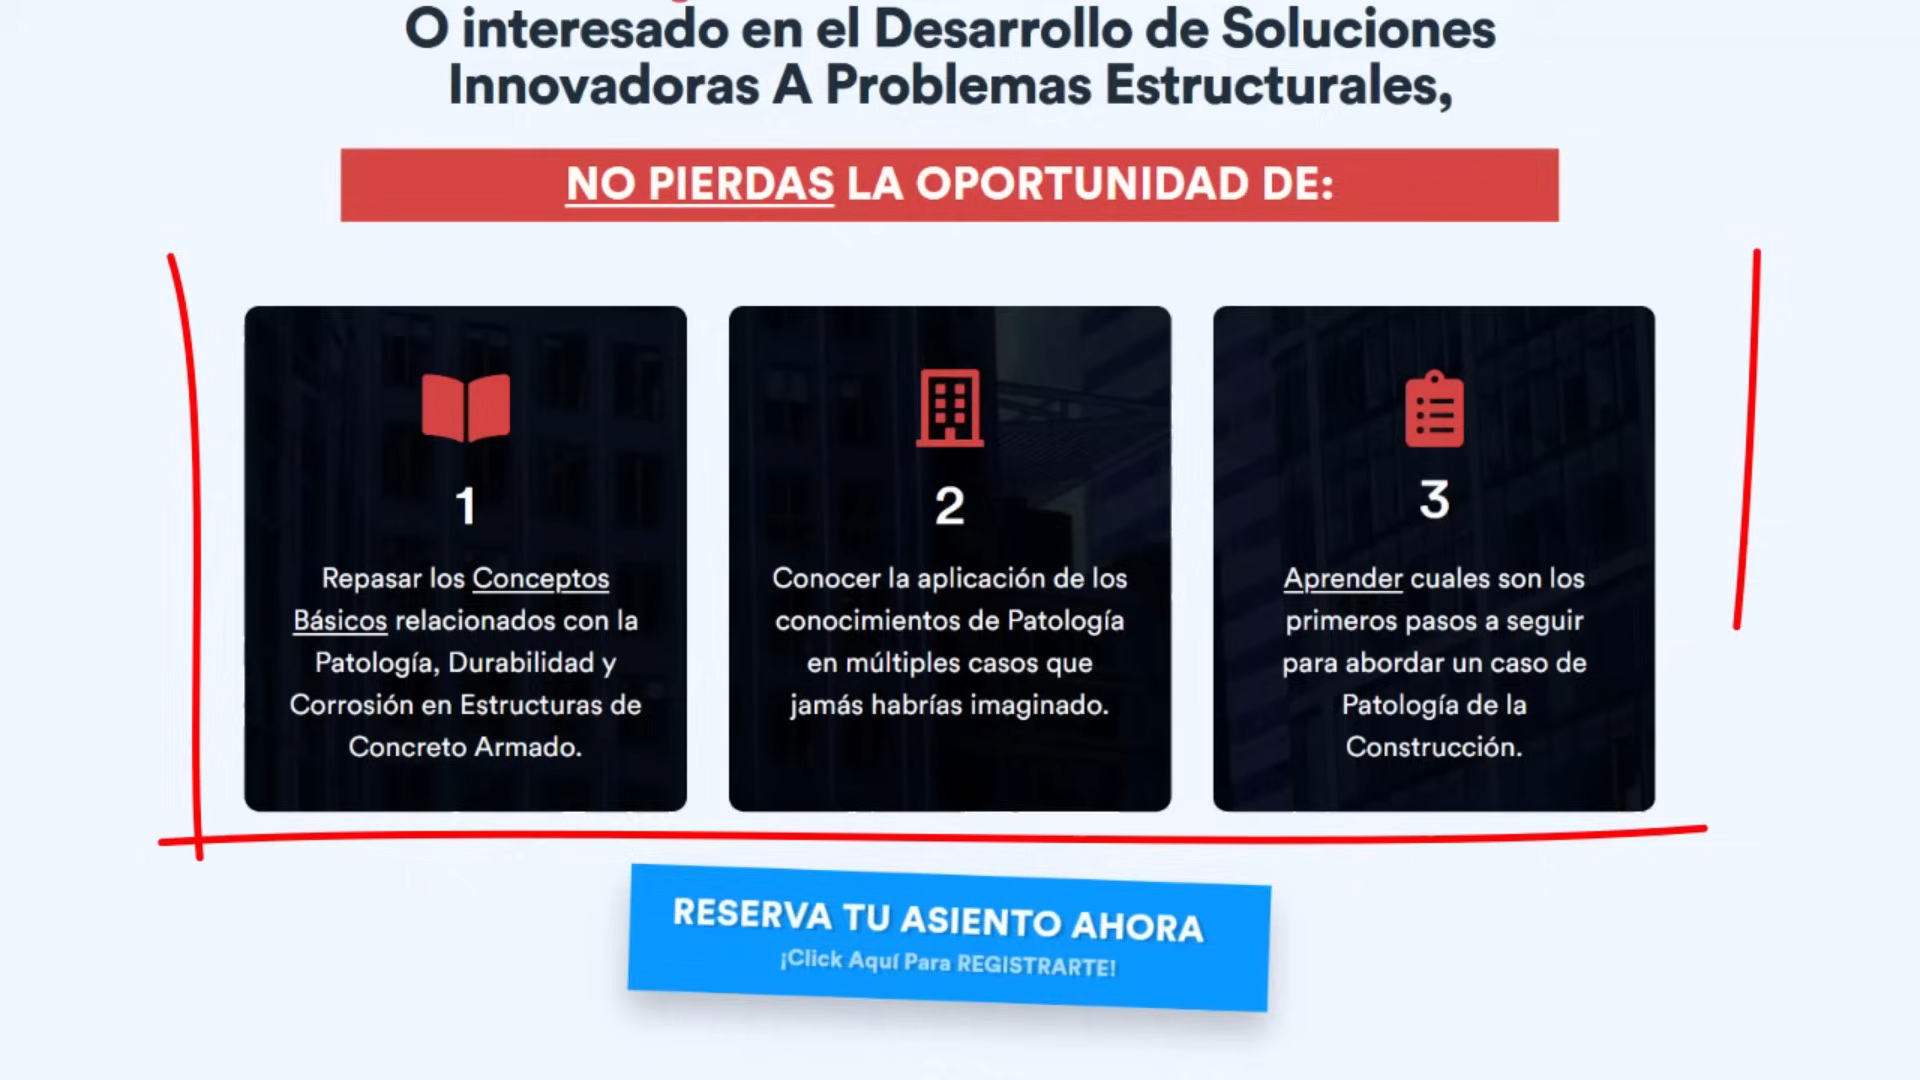 O interesado en el Desarrollo de Soluciones
Innovadoras A Problemas Estructurales,
NO PIERDAS LA OPORTUNIDAD DE:
1
Repasar los Conceptos
Básicos relacionados con la
Patología, Durabilidad y
Corrosión en Estructuras de
Concreto Armado.
2
Conocer la aplicación de los
conocimientos de Patología
en múltiples casos que
jamás habrías imaginado.
3
Aprender cuales son los
primeros pasos a seguir
para abordar un caso de
Patología de la
Construcción.
RESERVA TU ASIENTO AHORA
¡Click Aquí Para REGISTRARTE!